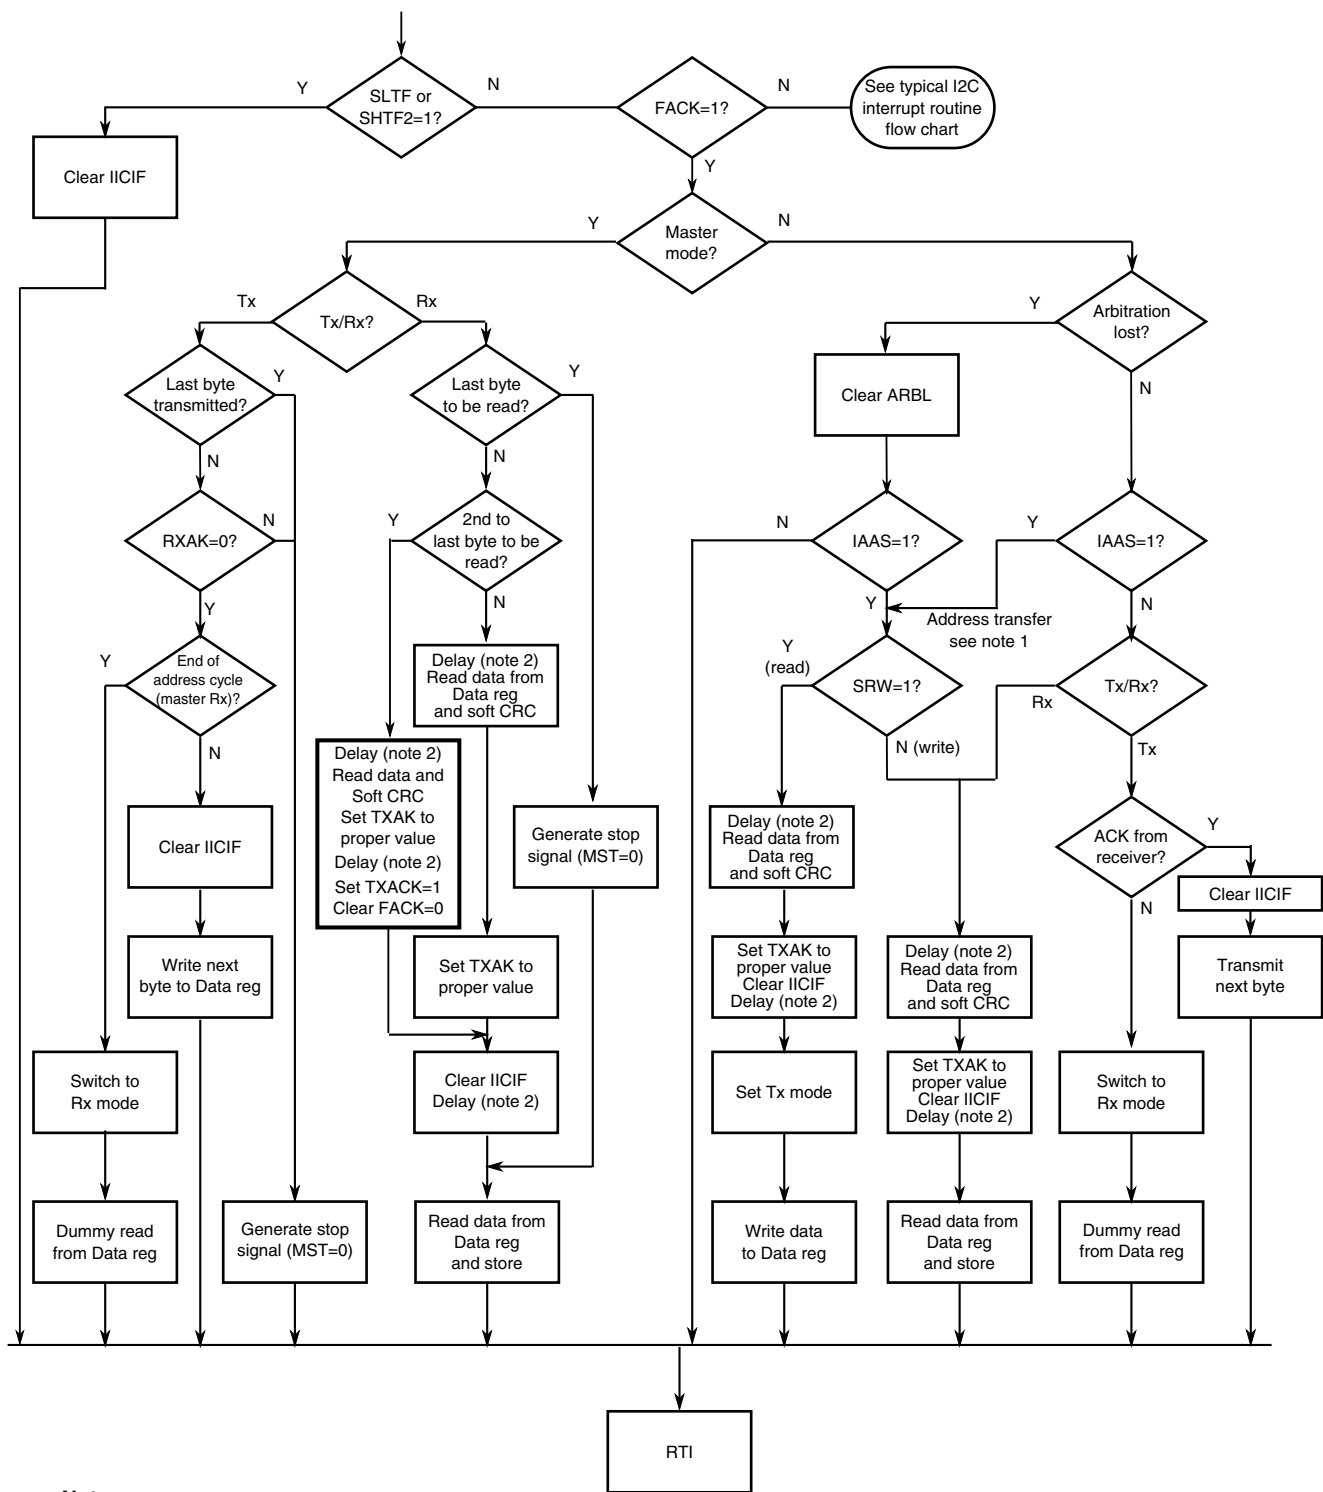 Y
SLTF or
SHTF2=1?
N
FACK=1?
N
See typical I2C
interrupt routine
flow chart
Clear IICIF
Y
Y
Master
mode?
N
Tx
Tx/Rx?
Rx
Y
Arbitration
lost?
Last byte
transmitted?
Y
Last byte
to be read?
Y
Clear ARBL
N
N
N
RXAK=0?
N
Y
2nd to
last byte to be
read?
N
IAAS=1?
Y
IAAS=1?
Y
N
Y
N
Address transfer
see note 1
Y
End of
address cycle
(master Rx)?
Delay (note 2)
Read data from
Data reg
and soft CRC
Y
(read)
SRW=1?
Rx
Tx/Rx?
N
N (write)
Tx
Delay (note 2)
Read data and
Soft CRC
Set TXAK to
proper value
Delay (note 2)
Set TXACK=1
Clear FACK=0
Clear IICIF
Generate stop
signal (MST=0)
Delay (note 2)
Read data from
Data reg
and soft CRC
ACK from
receiver?
Y
Clear IICIF
N
Write next
byte to Data reg
Set TXAK to
proper value
Set TXAK to
proper value
Clear IICIF
Delay (note 2)
Delay (note 2)
Read data from
Data reg
and soft CRC
Transmit
next byte
Switch to
Rx mode
Clear IICIF
Delay (note 2)
Set Tx mode
Set TXAK to
proper value
Clear IICIF
Delay (note 2)
Switch to
Rx mode
Dummy read
from Data reg
Generate stop
signal (MST=0)
Read data from
Data reg
and store
Write data
to Data reg
Read data from
Data reg
and store
Dummy read
from Data reg
RTI